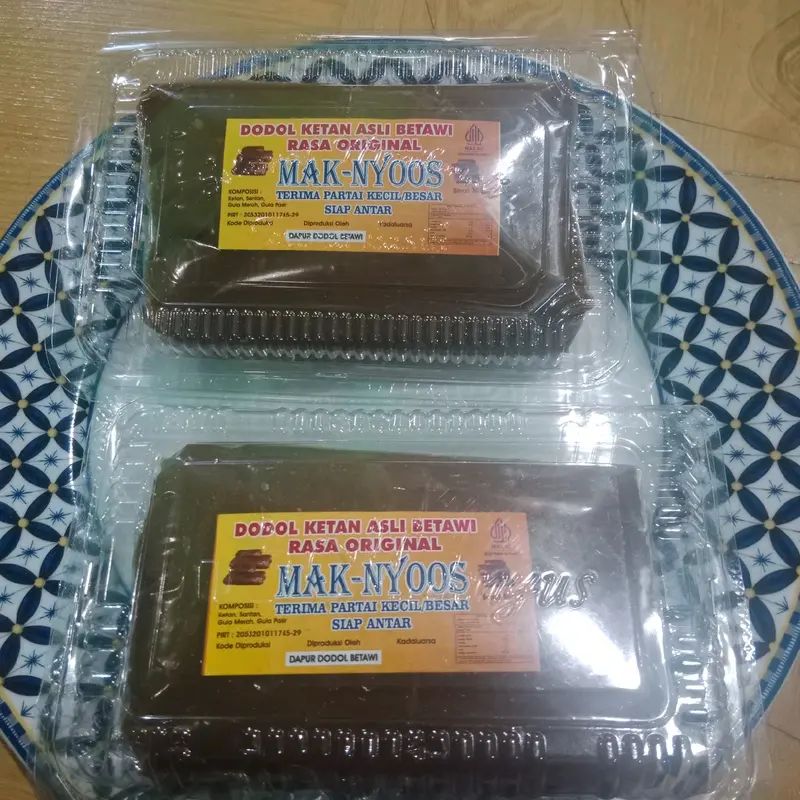 DODOL KETAN ASLI BETAWI
RASA ORIGINAL
MAK-NYOOS
TERIMA PARTAI KECIL/BESAR
SIAP ANTAR
KOMPOSISI :
Ketan, Santan,
Gula Merah, Gula Pasir
PIRT : 2053201011745-29
Kode Diproduksi Diproduksi Oleh Kadaluarsa
DAPUR DODOL BETAWI
DODOL KETAN ASLI BETAWI
RASA ORIGINAL
MAK-NYOOS
TERIMA PARTAI KECIL/BESAR
SIAP ANTAR
KOMPOSISI :
Ketan, Santan,
Gula Merah, Gula Pasir
PIRT : 2053201011745-29
Kode Diproduksi Diproduksi Oleh Kadaluarsa
DAPUR DODOL BETAWI